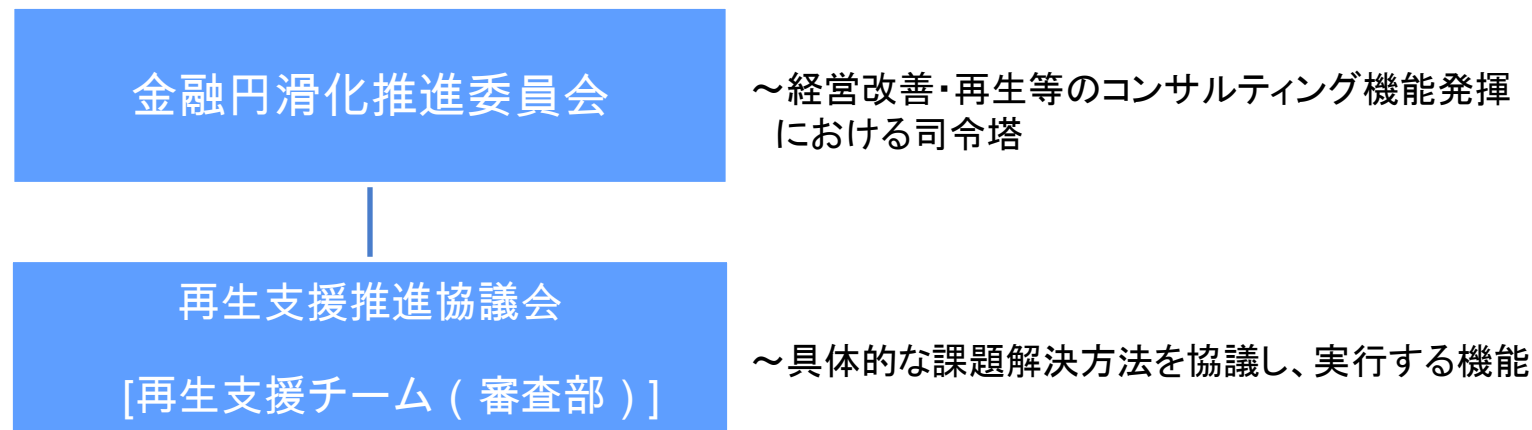 金融円滑化推進委員会
～経営改善・再生等のコンサルティング機能発揮
における司令塔
再生支援推進協議会
[再生支援チーム ( 審査部 ) ]
～具体的な課題解決方法を協議し、実行する機能